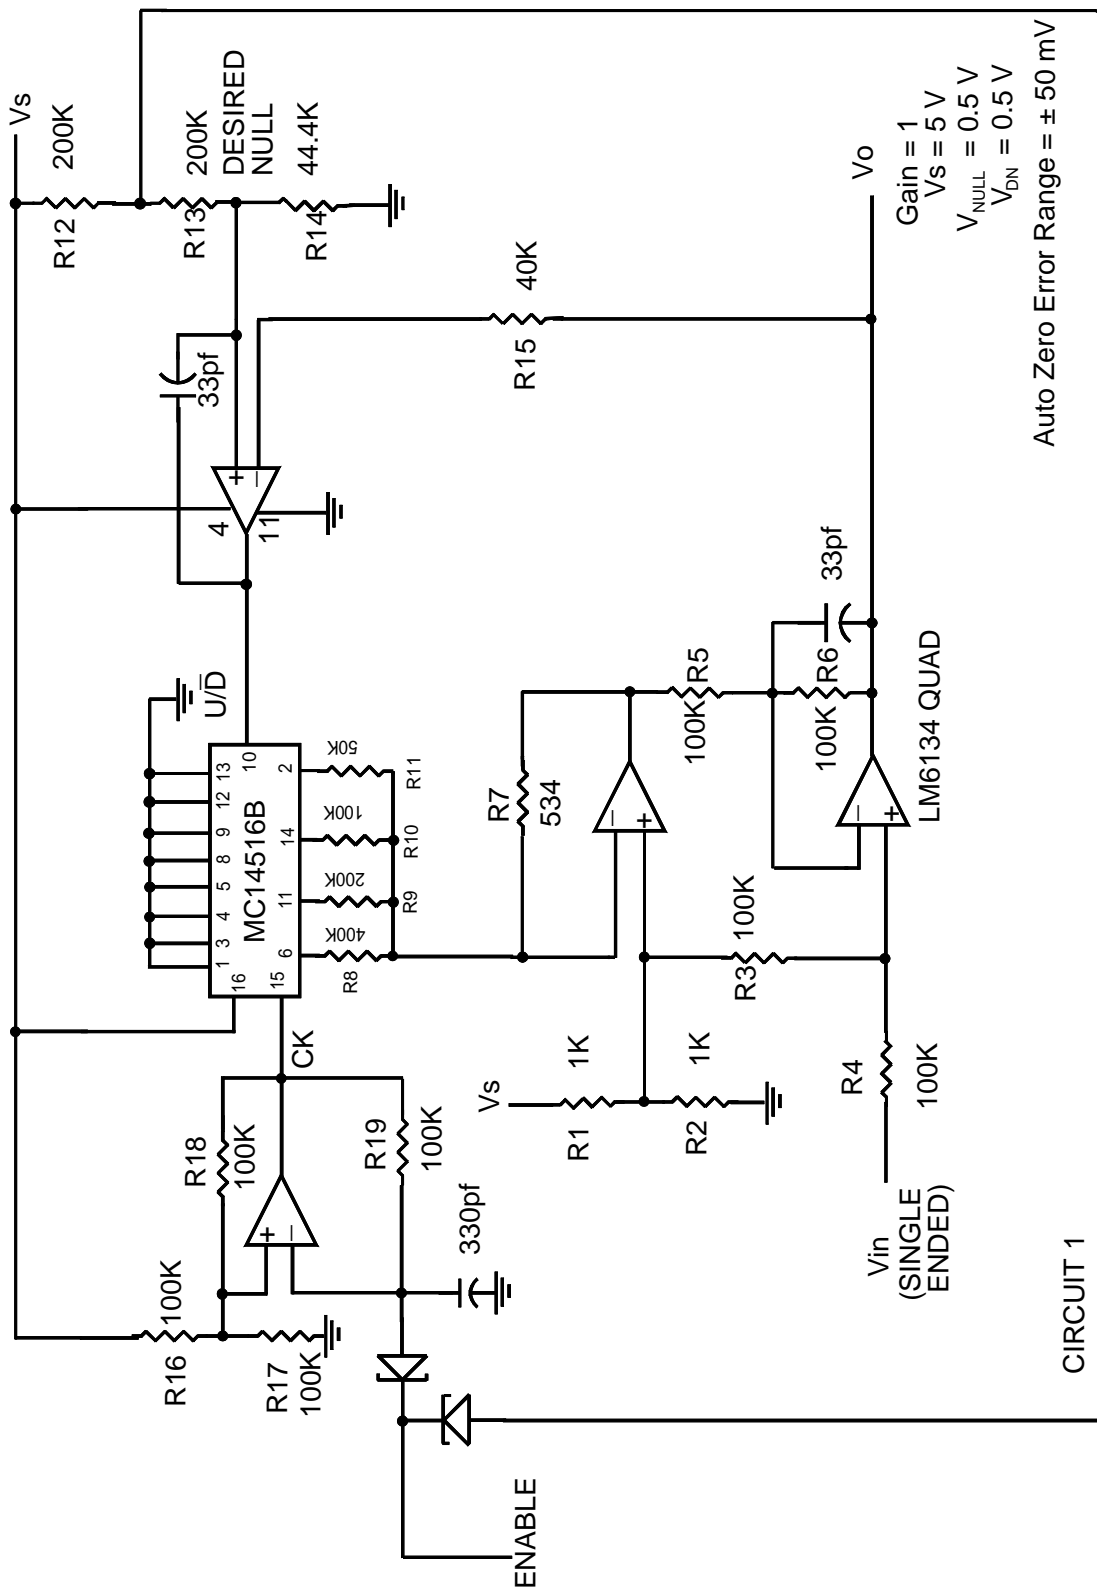 Vs
200K
R12
200K
DESIRED
NULL
R13
44.4K
R14
33pf
+
–
4
11
40K
R15
U/D̅
1
3
4
5
8
9
12
13
16
MC14516B
10
15
6
11
14
2
CK
400K
200K
100K
50K
R8
R9
R10
R11
R18
100K
R16
100K
R17
100K
+
–
R19
100K
330pf
ENABLE
R7
534
–
+
100K
R5
100K
R6
33pf
–
+
LM6134 QUAD
Vs
R1
1K
R2
1K
R3
100K
R4
100K
Vin
(SINGLE
ENDED)
Vo
Gain = 1
Vs = 5 V
VNULL = 0.5 V
VDN = 0.5 V
Auto Zero Error Range = ± 50 mV
CIRCUIT 1